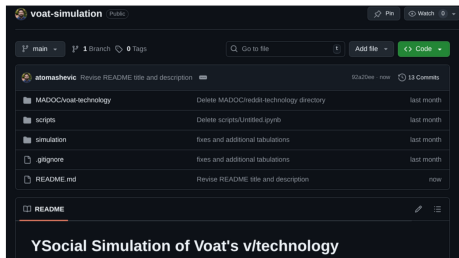 voat-simulation Public
Pin Watch 0
main 1 Branch 0 Tags Go to file t Add file Code
atomashevic Revise README title and description 92a20ee · now 13 Commits
MADOC/voat-technology Delete MADOC/reddit-technology directory last month
scripts Delete scripts/Untitled.ipynb last month
simulation fixes and additional tabulations last month
.gitignore fixes and additional tabulations last month
README.md Revise README title and description now
README
YSocial Simulation of Voat's v/technology